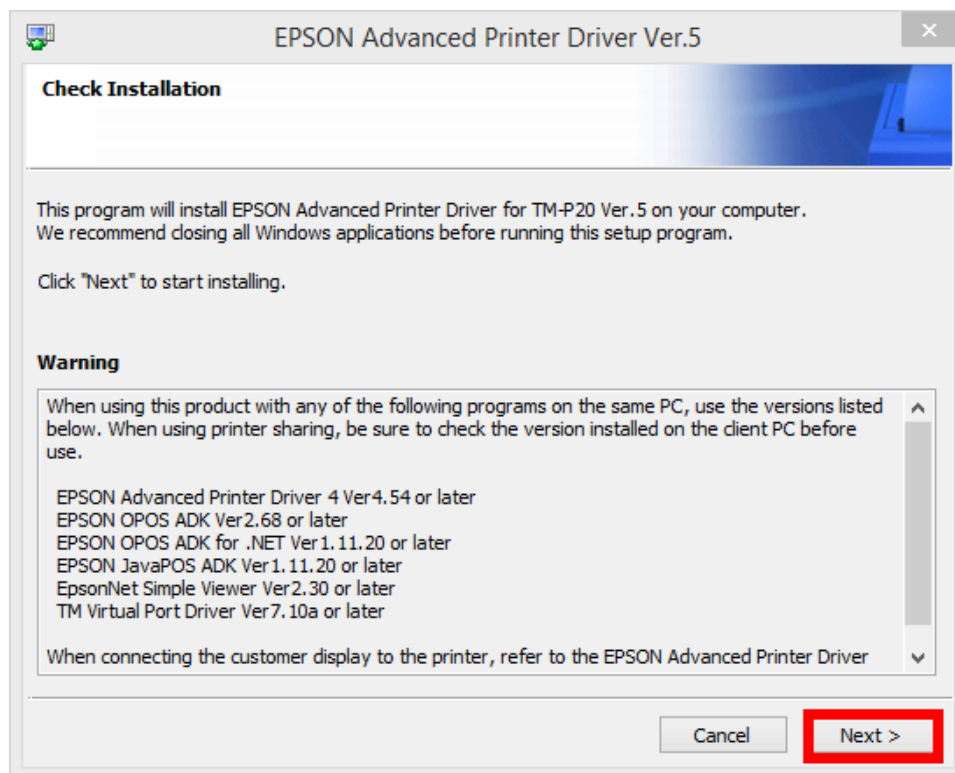 EPSON Advanced Printer Driver Ver.5
Check Installation
This program will install EPSON Advanced Printer Driver for TM-P20 Ver.5 on your computer.
We recommend closing all Windows applications before running this setup program.
Click "Next" to start installing.
Warning
When using this product with any of the following programs on the same PC, use the versions listed
below. When using printer sharing, be sure to check the version installed on the client PC before
use.
EPSON Advanced Printer Driver 4 Ver4.54 or later
EPSON OPOS ADK Ver2.68 or later
EPSON OPOS ADK for .NET Ver1.11.20 or later
EPSON JavaPOS ADK Ver1.11.20 or later
EpsonNet Simple Viewer Ver2.30 or later
TM Virtual Port Driver Ver7.10a or later
When connecting the customer display to the printer, refer to the EPSON Advanced Printer Driver
Cancel
Next >